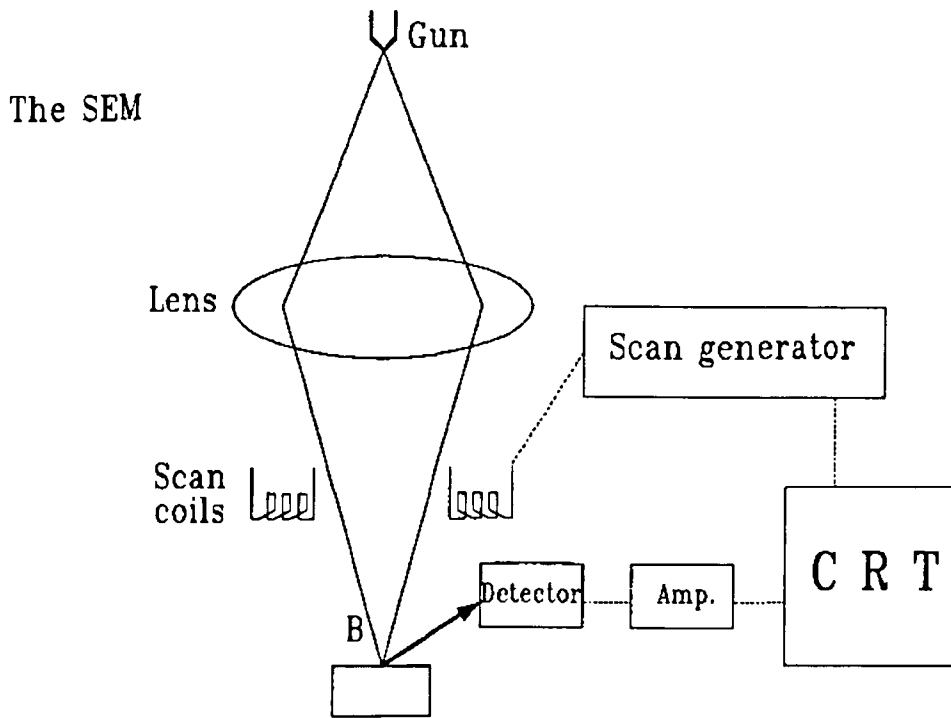 Gun
The SEM
Lens
Scan generator
Scan
coils
C R T
Detector
Amp.
B